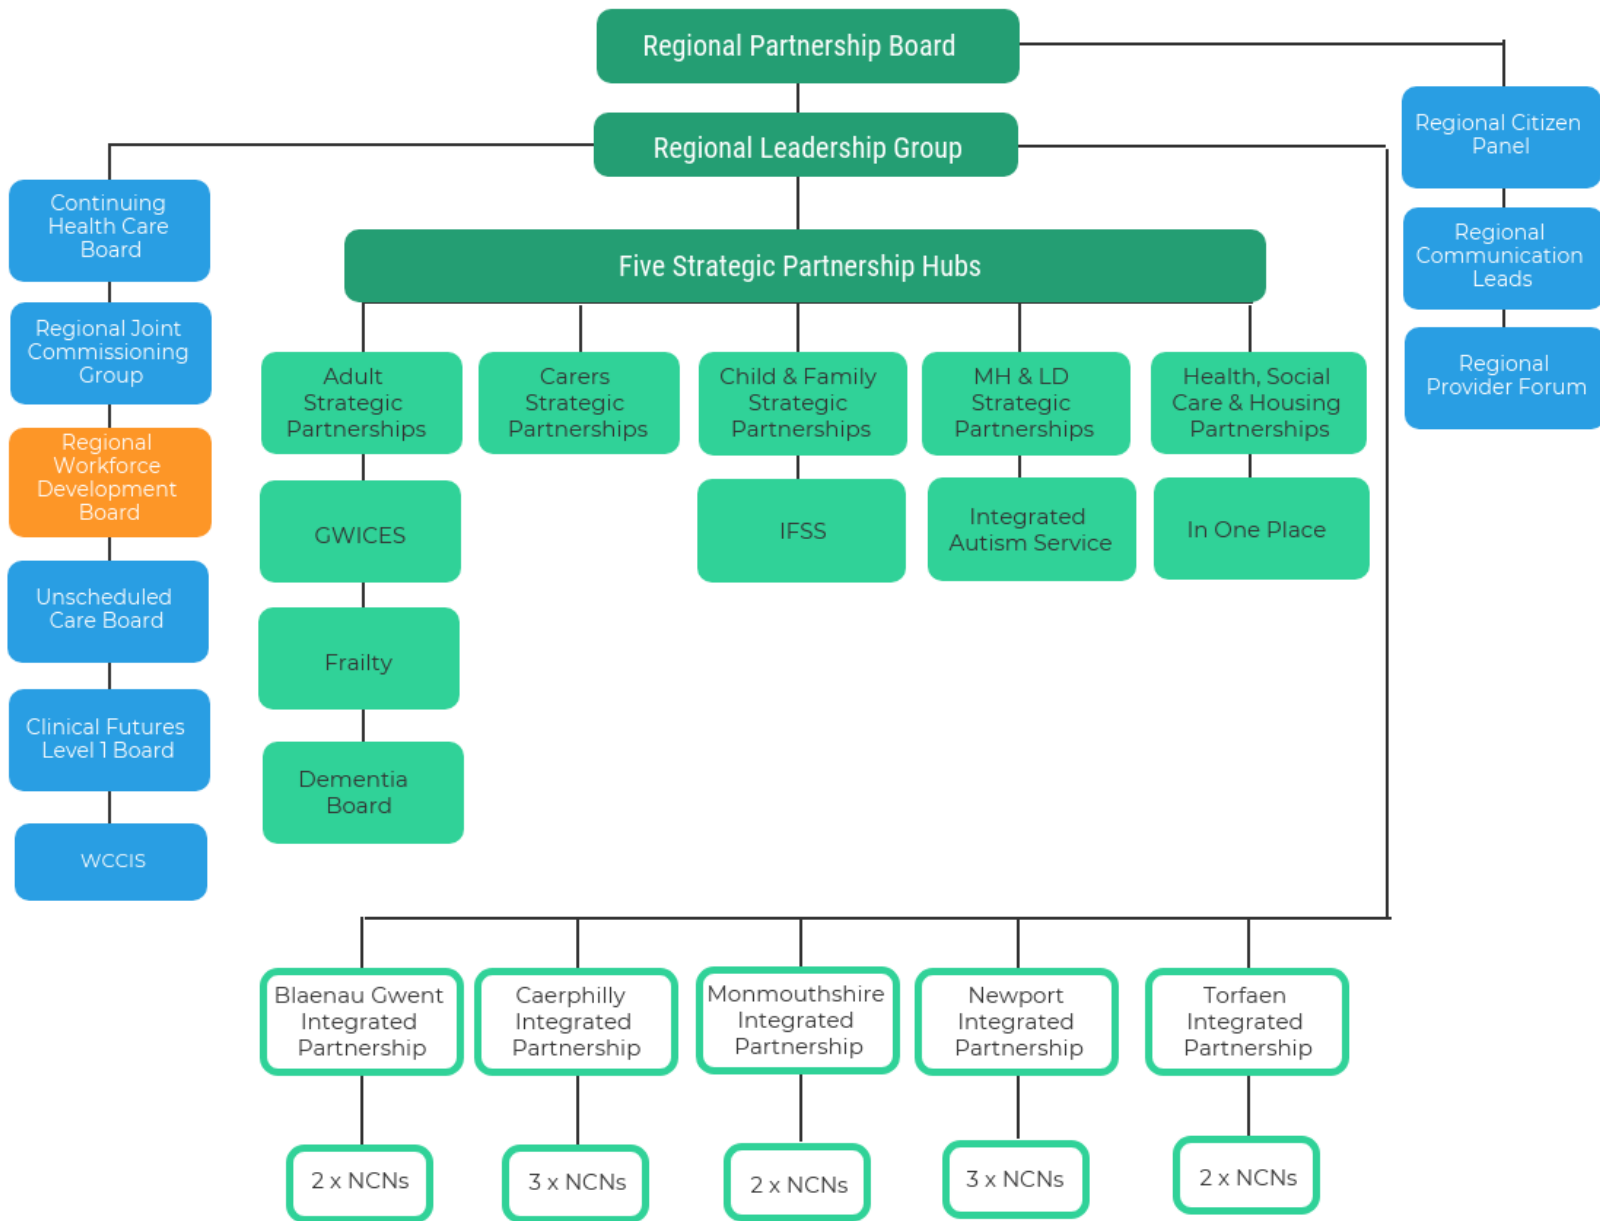 Regional Partnership Board
Regional Leadership Group
Five Strategic Partnership Hubs
Continuing
Health Care
Board
Regional Joint
Commissioning
Group
Regional
Workforce
Development
Board
Unscheduled
Care Board
Clinical Futures
Level 1 Board
WCCIS
Regional Citizen
Panel
Regional
Communication
Leads
Regional
Provider Forum
Adult
Strategic
Partnerships
GWICES
Frailty
Dementia
Board
Carers
Strategic
Partnerships
Child & Family
Strategic
Partnerships
IFSS
MH & LD
Strategic
Partnerships
Integrated
Autism Service
Health, Social
Care & Housing
Partnerships
In One Place
Blaenau Gwent
Integrated
Partnership
2 x NCNs
Caerphilly
Integrated
Partnership
3 x NCNs
Monmouthshire
Integrated
Partnership
2 x NCNs
Newport
Integrated
Partnership
3 x NCNs
Torfaen
Integrated
Partnership
2 x NCNs